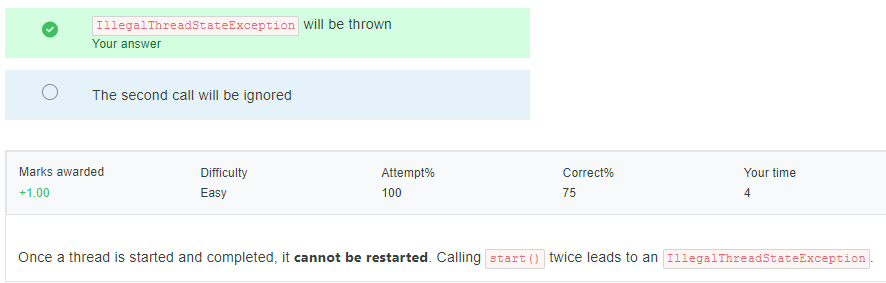 IllegalThreadStateException will be thrown
Your answer
The second call will be ignored
Marks awarded Difficulty Attempt% Correct% Your time
+1.00 Easy 100 75 4
Once a thread is started and completed, it cannot be restarted. Calling start() twice leads to an IllegalThreadStateException.